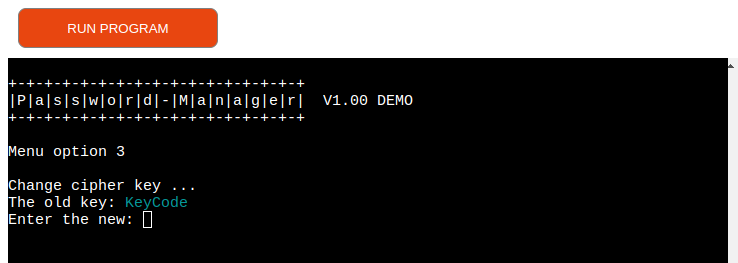 RUN PROGRAM
+-+-+-+-+-+-+-+-+-+-+-+-+-+-+-+-+
|P|a|s|s|w|o|r|d|-|M|a|n|a|g|e|r|  V1.00 DEMO
+-+-+-+-+-+-+-+-+-+-+-+-+-+-+-+-+
Menu option 3
Change cipher key ...
The old key: KeyCode
Enter the new: